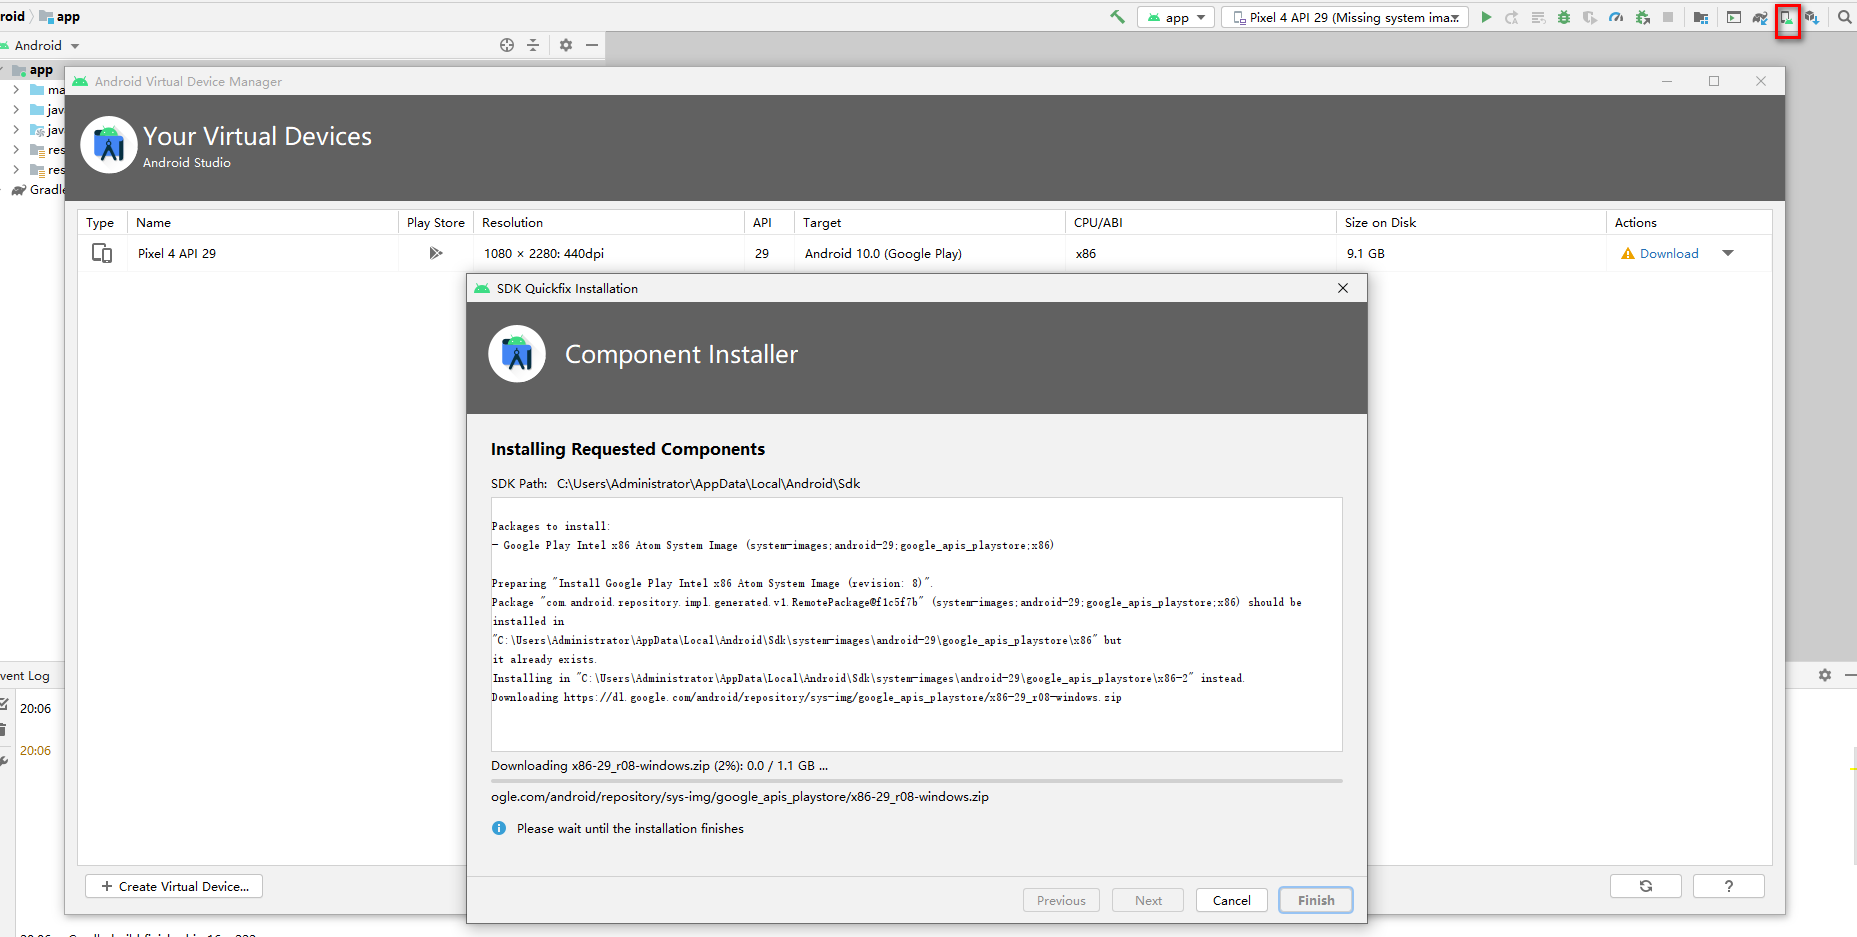 roid app
app
Pixel 4 API 29 (Missing system ima...
Android
app
Android Virtual Device Manager
ma
jav
jav
res
res
Gradle
Your Virtual Devices
Android Studio
Type Name Play Store Resolution API Target CPU/ABI Size on Disk Actions
Pixel 4 API 29 1080 × 2280: 440dpi 29 Android 10.0 (Google Play) x86 9.1 GB Download
SDK Quickfix Installation
Component Installer
Installing Requested Components
SDK Path: C:\Users\Administrator\AppData\Local\Android\Sdk
Packages to install:
- Google Play Intel x86 Atom System Image (system-images;android-29;google_apis_playstore;x86)
Preparing "Install Google Play Intel x86 Atom System Image (revision: 8)".
Package "com.android.repository.impl.generated.v1.RemotePackage@f1c5f7b" (system-images;android-29;google_apis_playstore;x86) should be
installed in
"C:\Users\Administrator\AppData\Local\Android\Sdk\system-images\android-29\google_apis_playstore\x86" but
it already exists.
Installing in "C:\Users\Administrator\AppData\Local\Android\Sdk\system-images\android-29\google_apis_playstore\x86-2" instead.
Downloading https://dl.google.com/android/repository/sys-img/google_apis_playstore/x86-29_r08-windows.zip
Downloading x86-29_r08-windows.zip (2%): 0.0 / 1.1 GB ...
ogle.com/android/repository/sys-img/google_apis_playstore/x86-29_r08-windows.zip
Please wait until the installation finishes
Previous Next Cancel Finish
vent Log
20:06
20:06
+ Create Virtual Device...
?